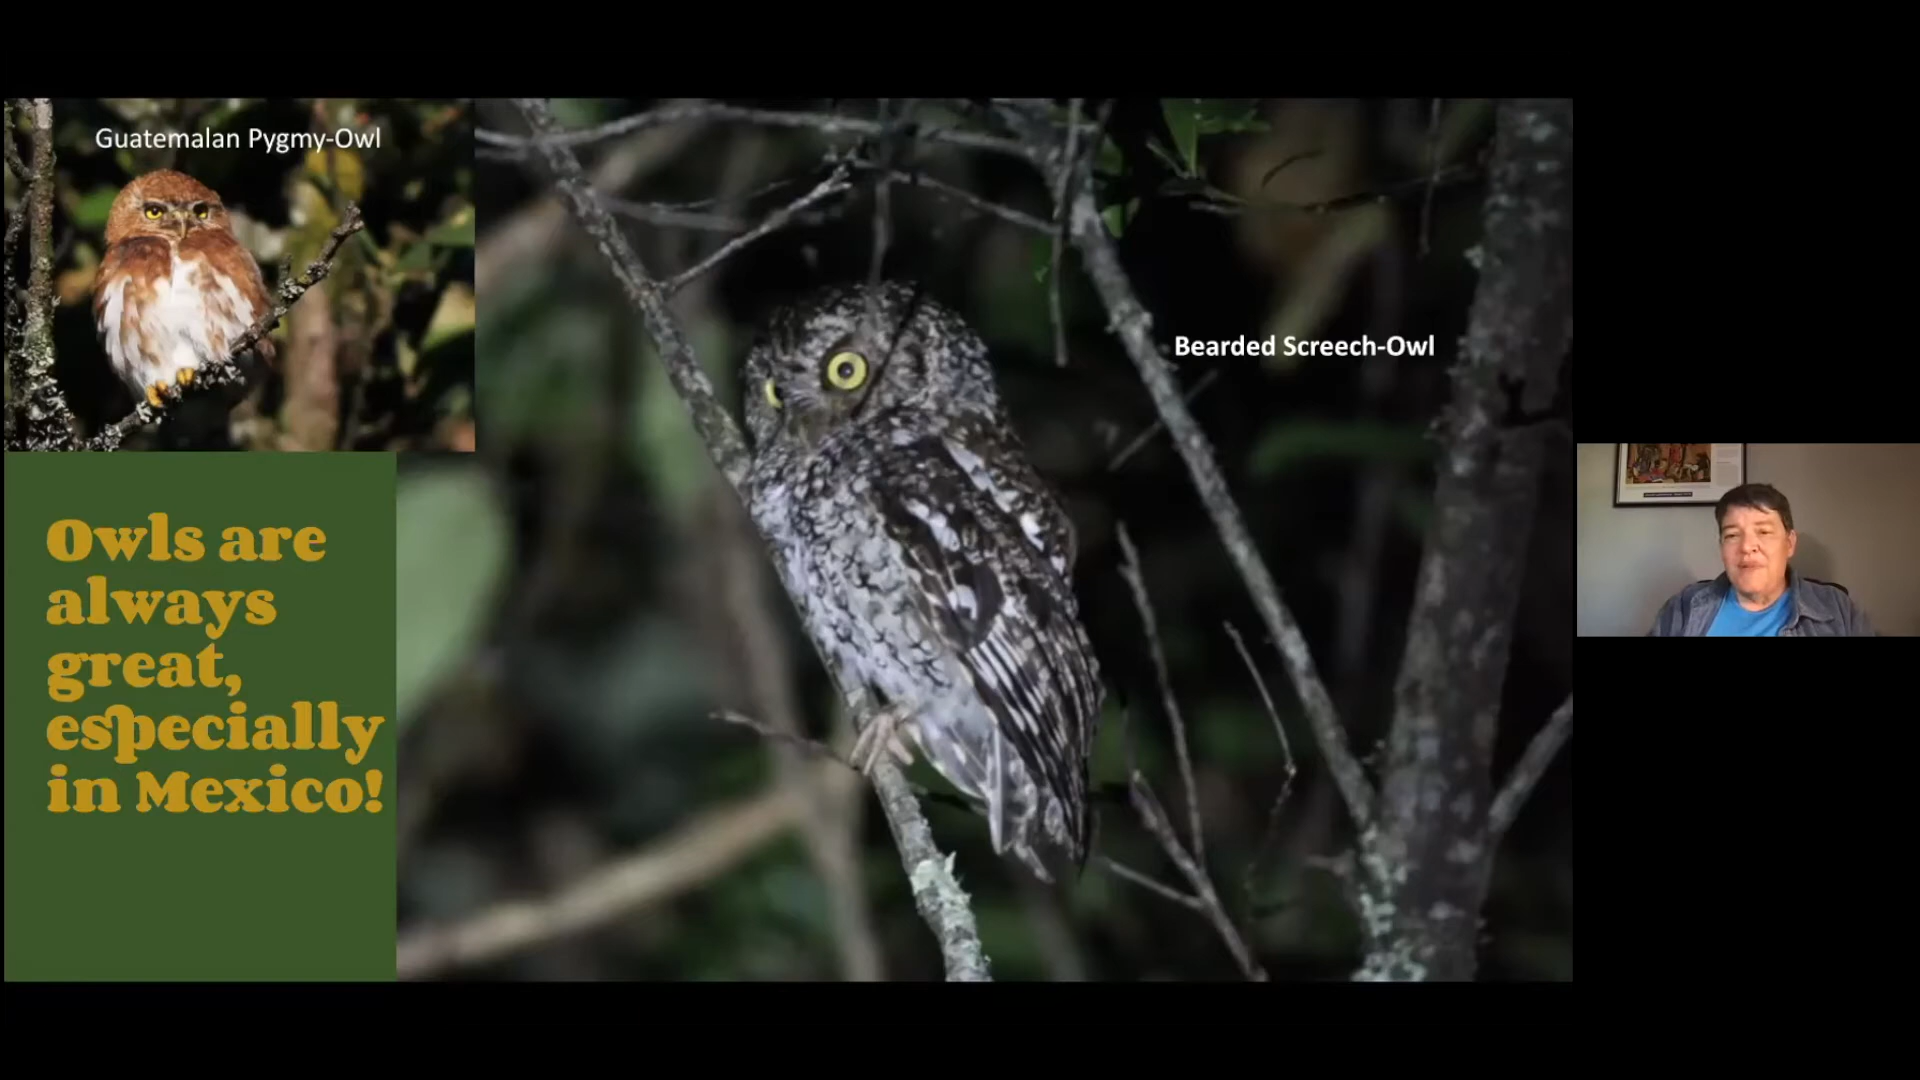 Guatemalan Pygmy-Owl
Bearded Screech-Owl
Owls are
always
great,
especially
in Mexico!